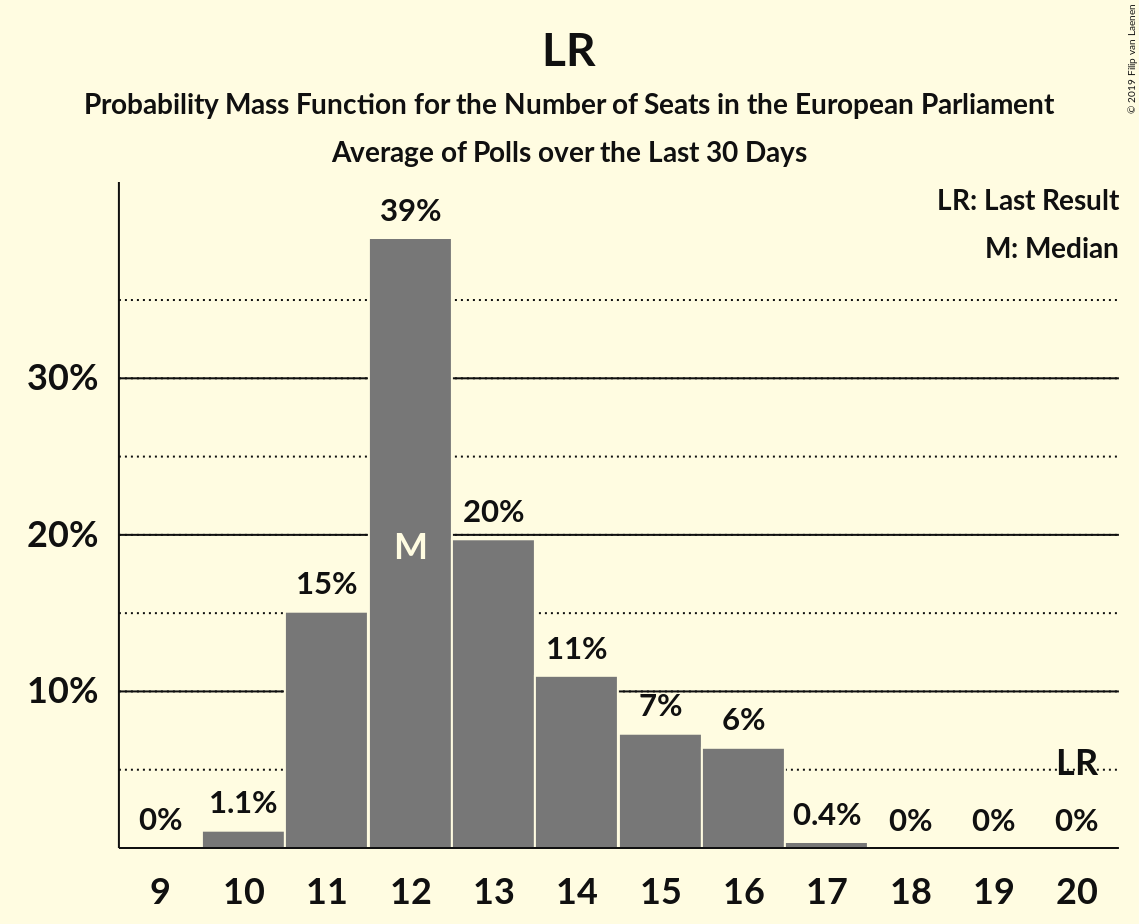 LR
Probability Mass Function for the Number of Seats in the European Parliament
Average of Polls over the Last 30 Days
© 2019 Filip van Laenen
LR: Last Result
M: Median
39%
30%
20%
20%
M
15%
11%
10%
7%
6%
LR
0%
1.1%
0.4%
0%
0%
0%
9 10 11 12 13 14 15 16 17 18 19 20